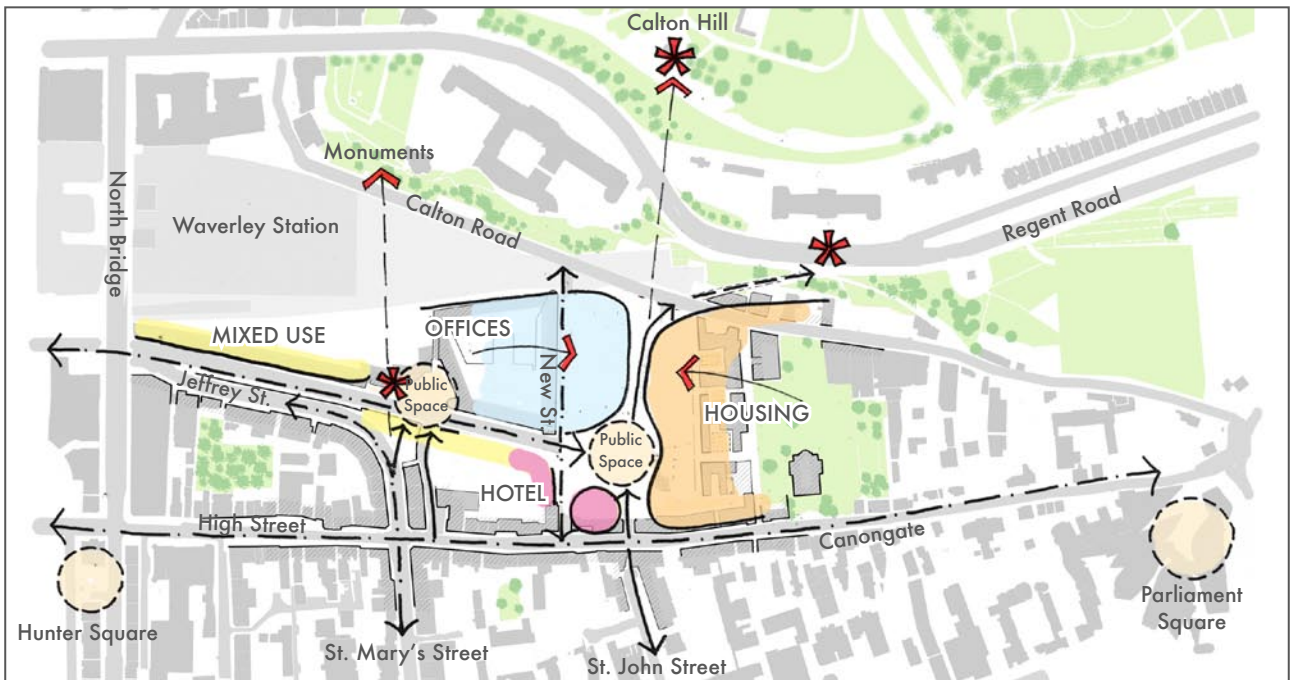 Calton Hill
Monuments
North Bridge
Waverley Station
Calton Road
Regent Road
MIXED USE
OFFICES
Jeffrey St.
Public
Space
New St.
HOUSING
Public
Space
HOTEL
High Street
Canongate
Hunter Square
St. Mary's Street
St. John Street
Parliament
Square